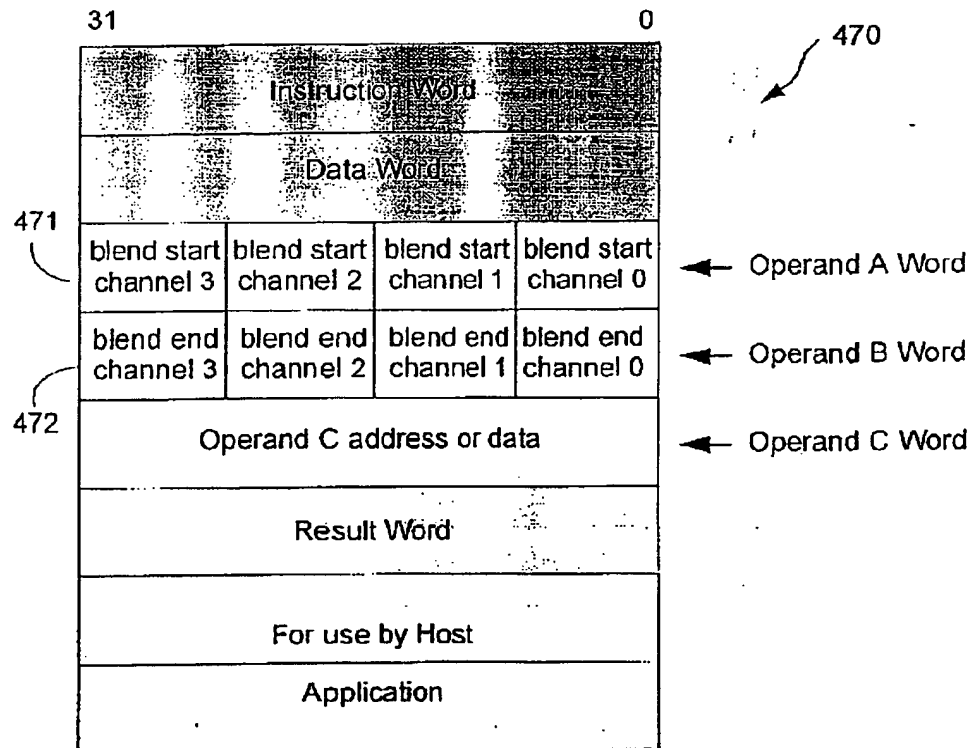 31 0
470
Instruction Word
Data Word
471
blend start channel 3
blend start channel 2
blend start channel 1
blend start channel 0
Operand A Word
blend end channel 3
blend end channel 2
blend end channel 1
blend end channel 0
Operand B Word
472
Operand C address or data
Operand C Word
Result Word
For use by Host
Application